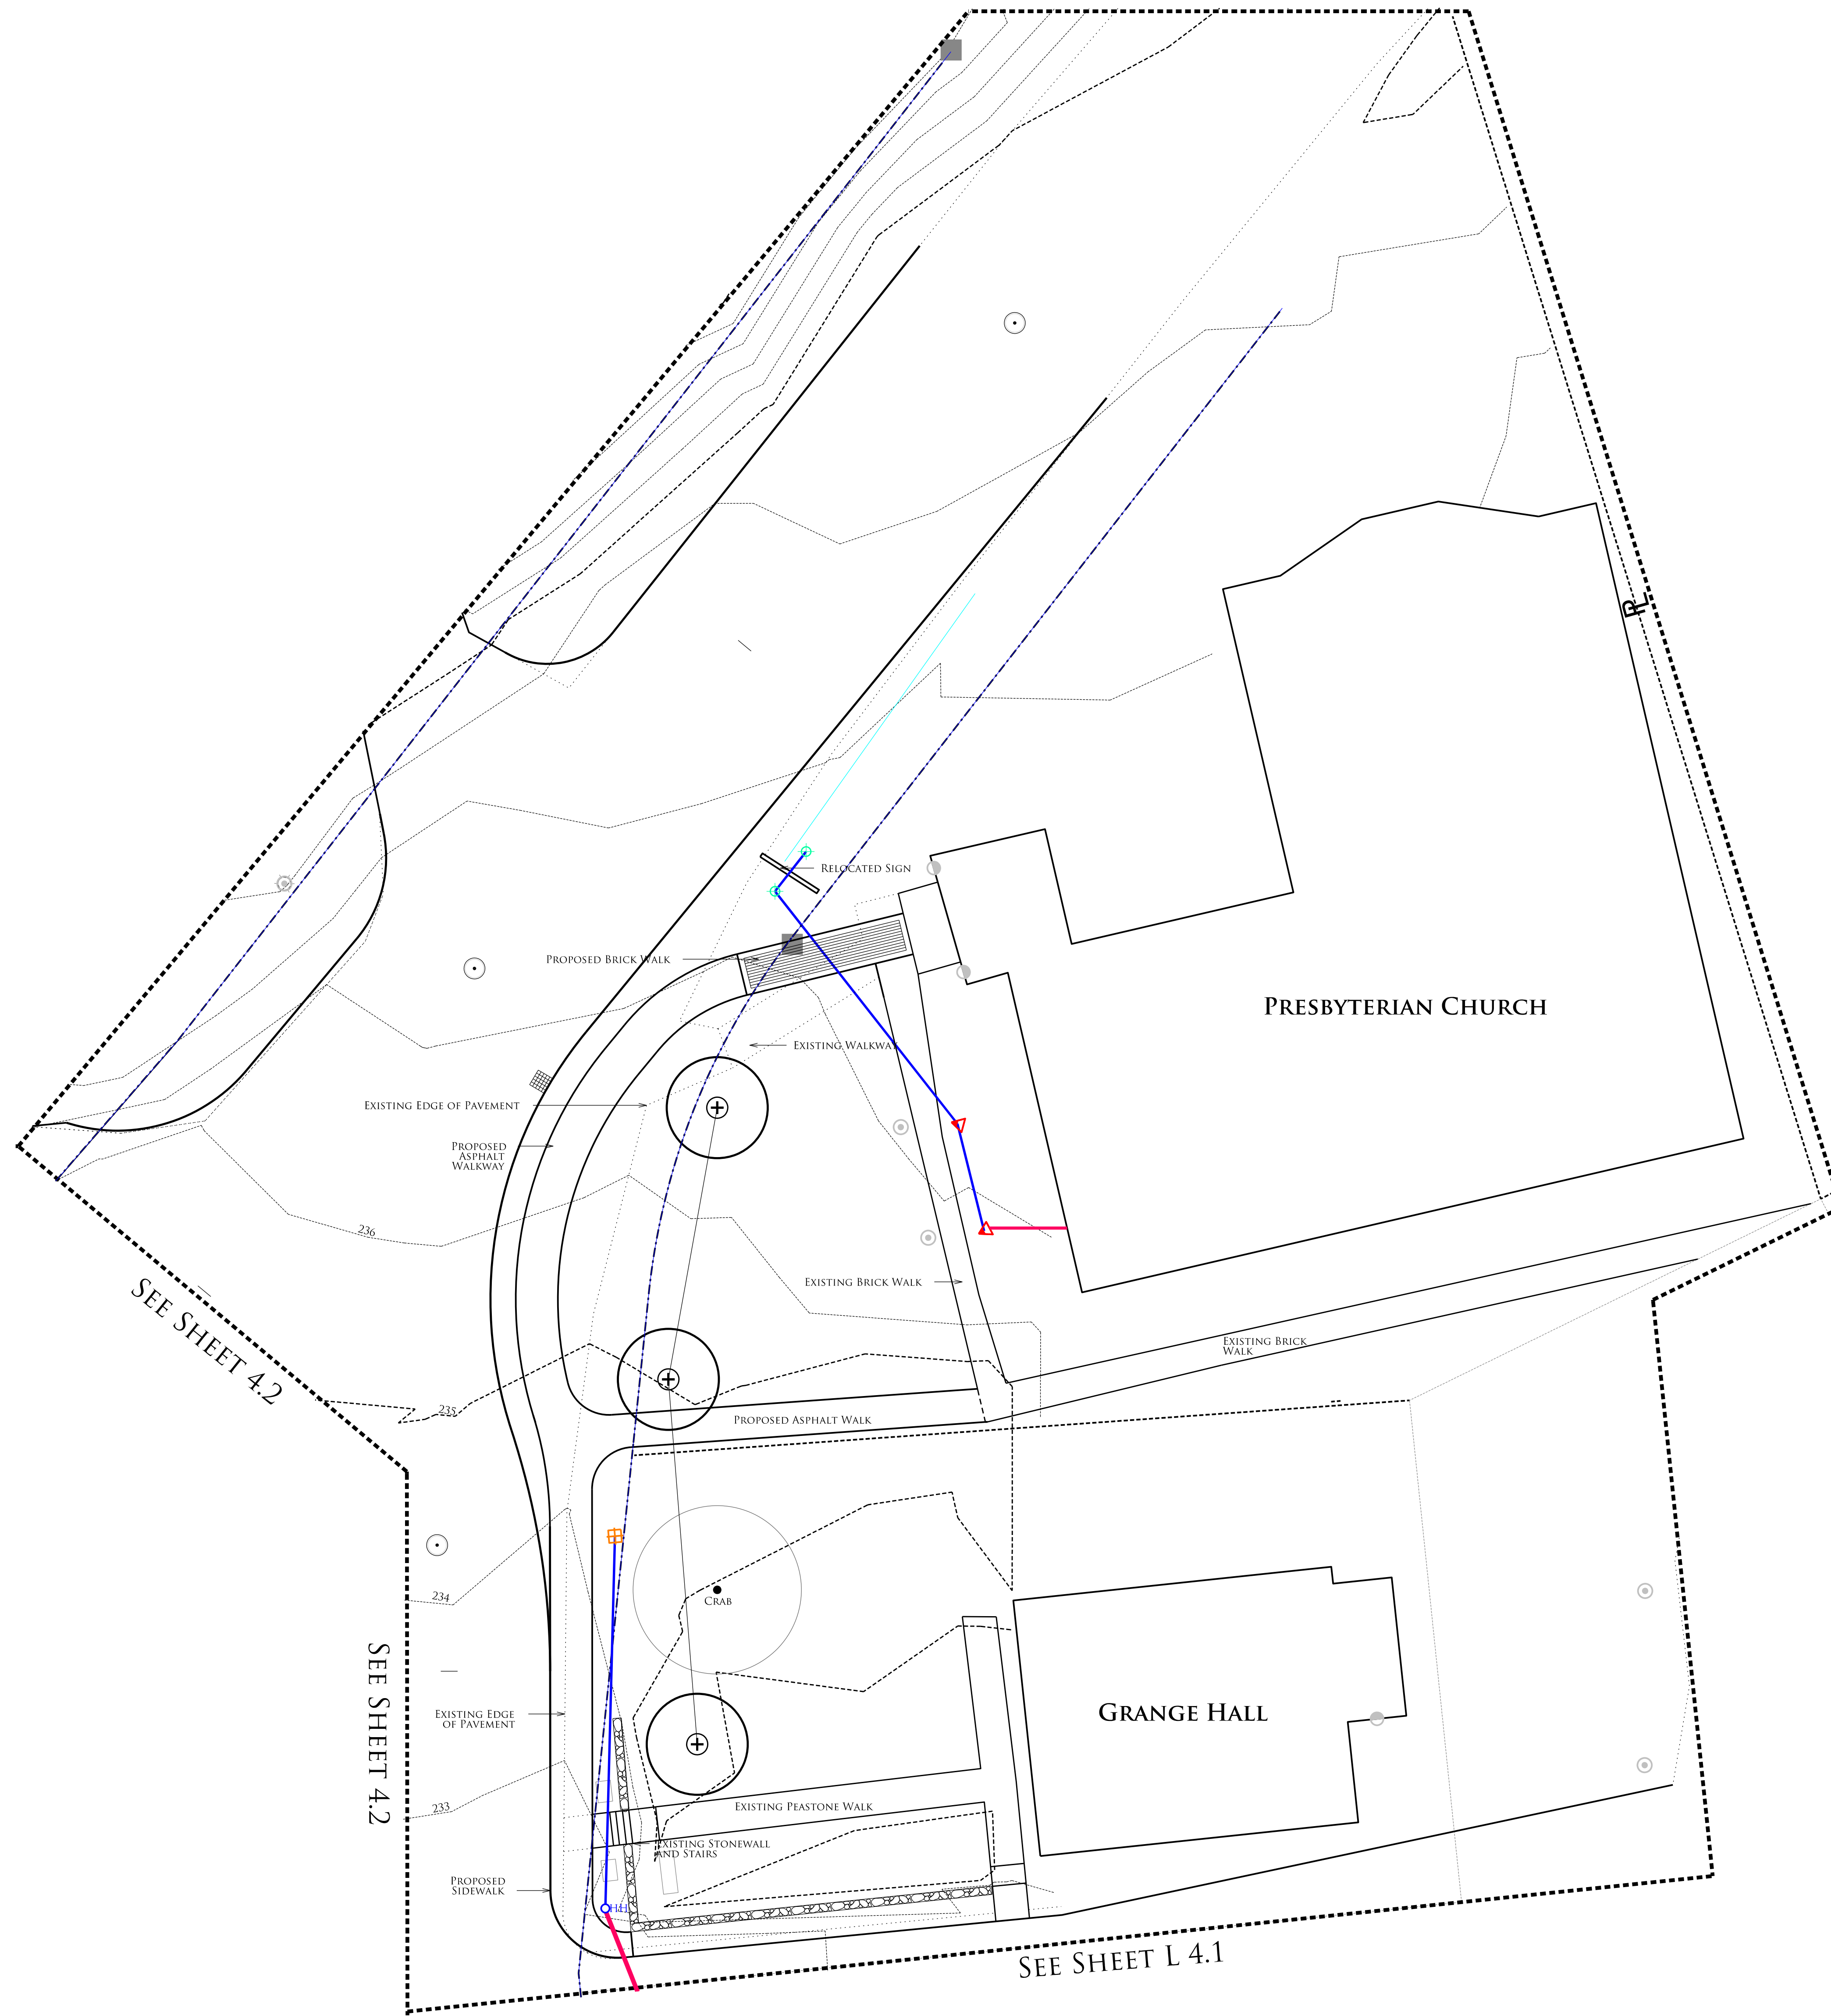 PL
Relocated Sign
Proposed Brick Walk
Presbyterian Church
Existing Walkway
Existing Edge of Pavement
Proposed
Asphalt
Walkway
236
Existing Brick Walk
See Sheet 4.2
Existing Brick
Walk
235
Proposed Asphalt Walk
234
Crab
See Sheet 4.2
Existing Edge
of Pavement
Grange Hall
233
Existing Peastone Walk
Existing Stonewall
and Stairs
Proposed
Sidewalk
HH
See Sheet L 4.1